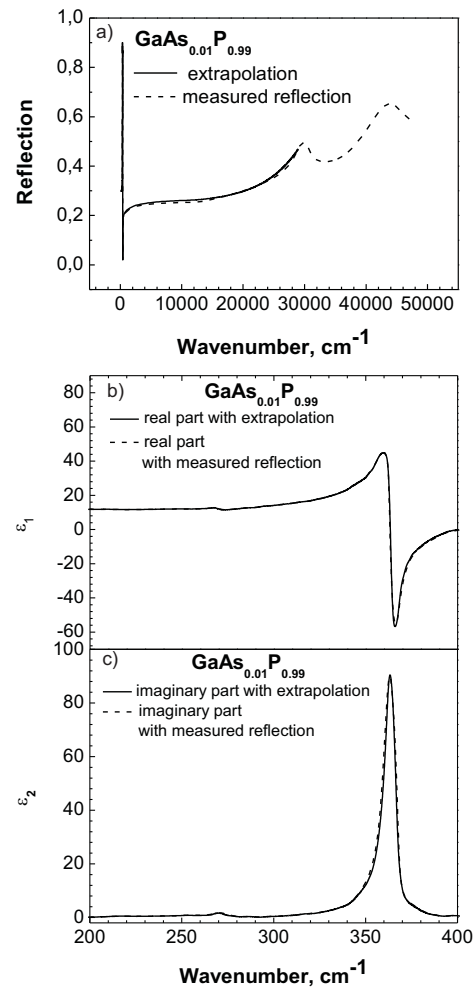 a) GaAs0.01P0.99
extrapolation
measured reflection
1,0
0,8
0,6
0,4
0,2
0,0
Reflection
0 10000 20000 30000 40000 50000
Wavenumber, cm-1
b) GaAs0.01P0.99
real part with extrapolation
real part
with measured reflection
80
60
40
20
0
-20
-40
-60
ε1
c) GaAs0.01P0.99
imaginary part with extrapolation
imaginary part
with measured reflection
100
80
60
40
20
0
ε2
200 250 300 350 400
Wavenumber, cm-1